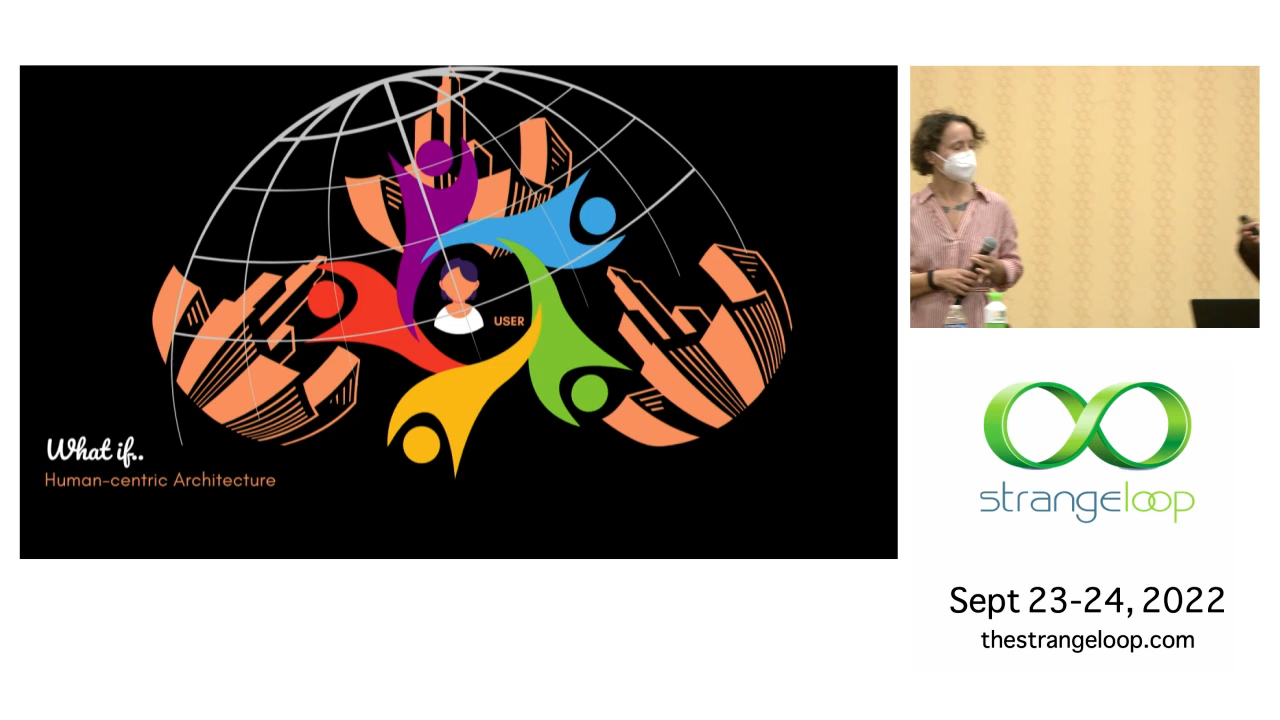 USER
What if..
Human-centric Architecture
strangeloop
Sept 23-24, 2022
thestrangeloop.com